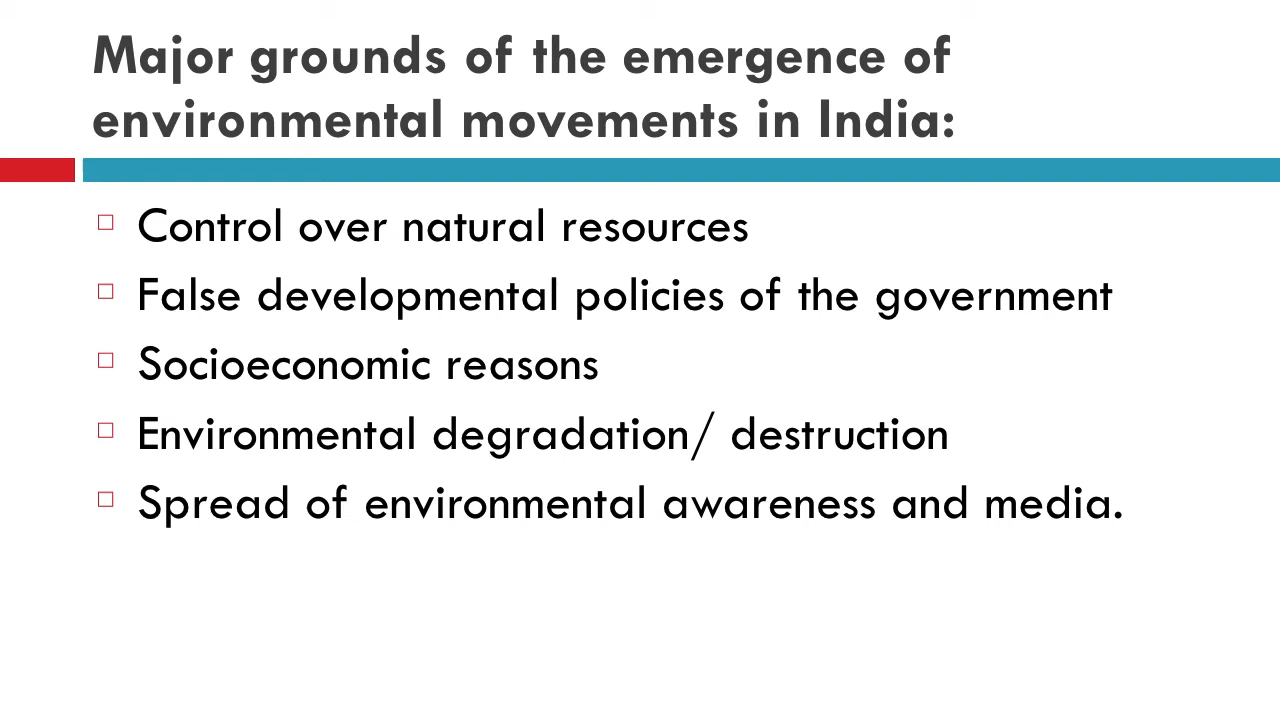 Major grounds of the emergence of
environmental movements in India:
Control over natural resources
False developmental policies of the government
Socioeconomic reasons
Environmental degradation/ destruction
Spread of environmental awareness and media.